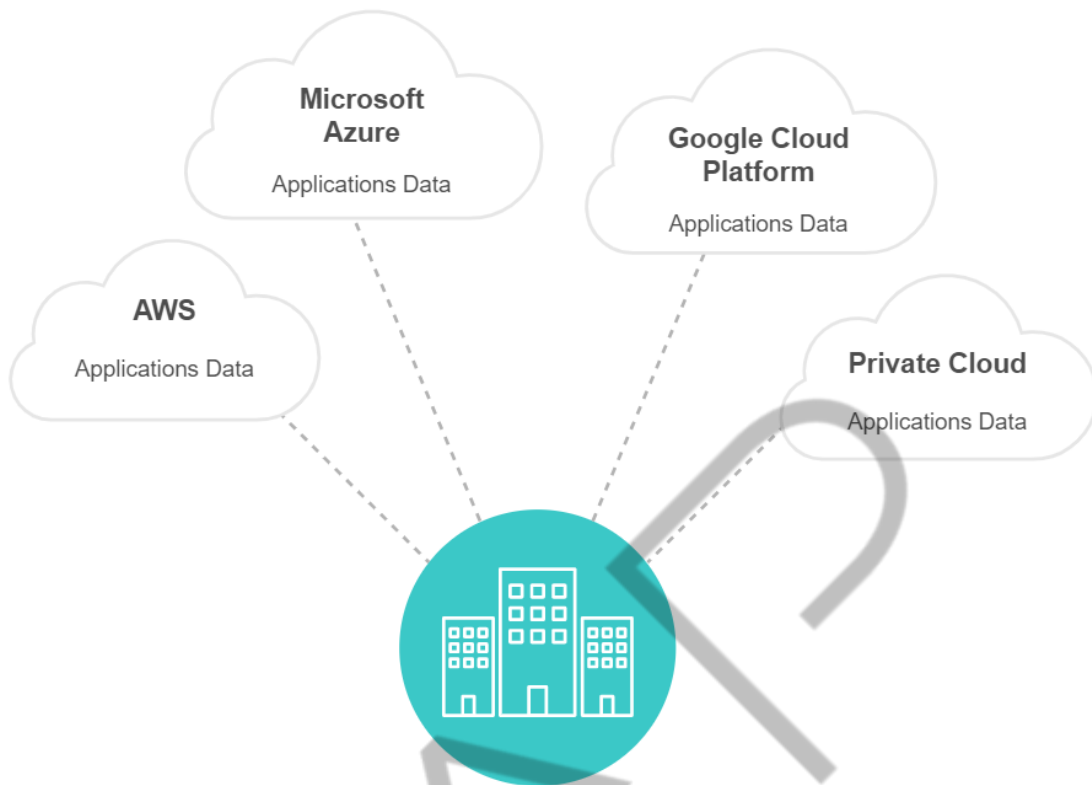 Microsoft
Azure
Applications Data
Google Cloud
Platform
Applications Data
AWS
Applications Data
Private Cloud
Applications Data